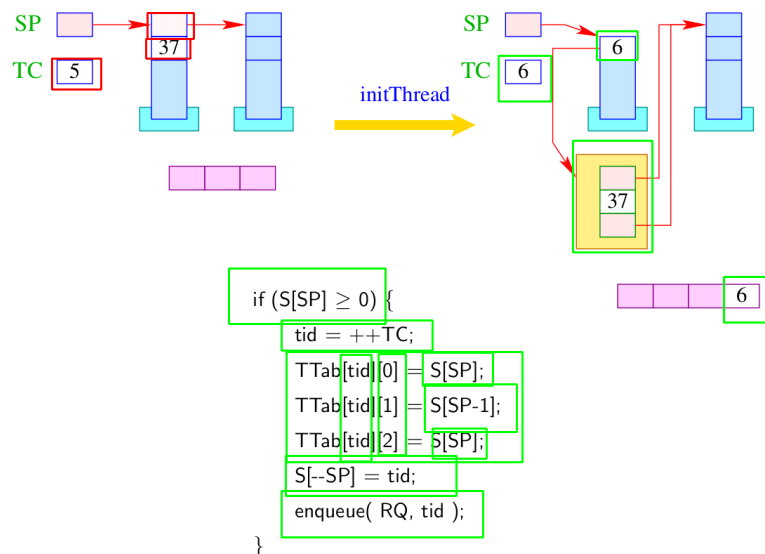 SP
37
TC
5
initThread
SP
6
TC
6
37
6
if (S[SP] ≥ 0) {
tid = ++TC;
TTab[tid][0] = S[SP];
TTab[tid][1] = S[SP-1];
TTab[tid][2] = S[SP];
S[--SP] = tid;
enqueue( RQ, tid );
}